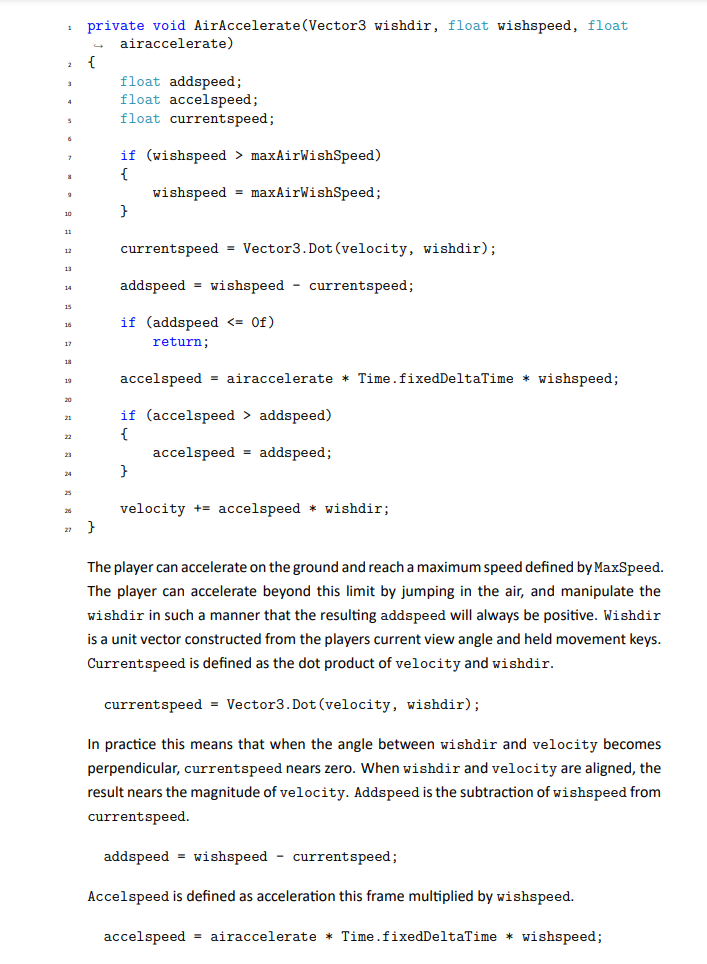 1 private void AirAccelerate(Vector3 wishdir, float wishspeed, float
↪ airaccelerate)
2 {
3 float addspeed;
4 float accelspeed;
5 float currentspeed;
6
7 if (wishspeed > maxAirWishSpeed)
8 {
9 wishspeed = maxAirWishSpeed;
10 }
11
12 currentspeed = Vector3.Dot(velocity, wishdir);
13
14 addspeed = wishspeed - currentspeed;
15
16 if (addspeed <= 0f)
17 return;
18
19 accelspeed = airaccelerate * Time.fixedDeltaTime * wishspeed;
20
21 if (accelspeed > addspeed)
22 {
23 accelspeed = addspeed;
24 }
25
26 velocity += accelspeed * wishdir;
27 }
The player can accelerate on the ground and reach a maximum speed defined by MaxSpeed.
The player can accelerate beyond this limit by jumping in the air, and manipulate the
wishdir in such a manner that the resulting addspeed will always be positive. Wishdir
is a unit vector constructed from the players current view angle and held movement keys.
Currentspeed is defined as the dot product of velocity and wishdir.
currentspeed = Vector3.Dot(velocity, wishdir);
In practice this means that when the angle between wishdir and velocity becomes
perpendicular, currentspeed nears zero. When wishdir and velocity are aligned, the
result nears the magnitude of velocity. Addspeed is the subtraction of wishspeed from
currentspeed.
addspeed = wishspeed - currentspeed;
Accelspeed is defined as acceleration this frame multiplied by wishspeed.
accelspeed = airaccelerate * Time.fixedDeltaTime * wishspeed;